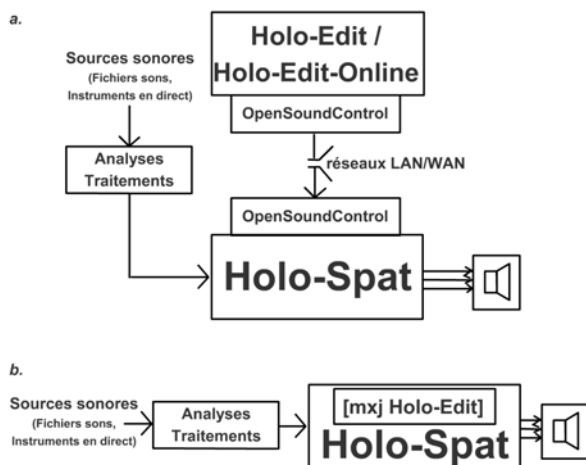 a.
Sources sonores
(Fichiers sons,
Instruments en direct)
Analyses
Traitements
Holo-Edit /
Holo-Edit-Online
OpenSoundControl
réseaux LAN/WAN
OpenSoundControl
Holo-Spat
b.
Sources sonores
(Fichiers sons,
Instruments en direct)
Analyses
Traitements
[mxj Holo-Edit]
Holo-Spat